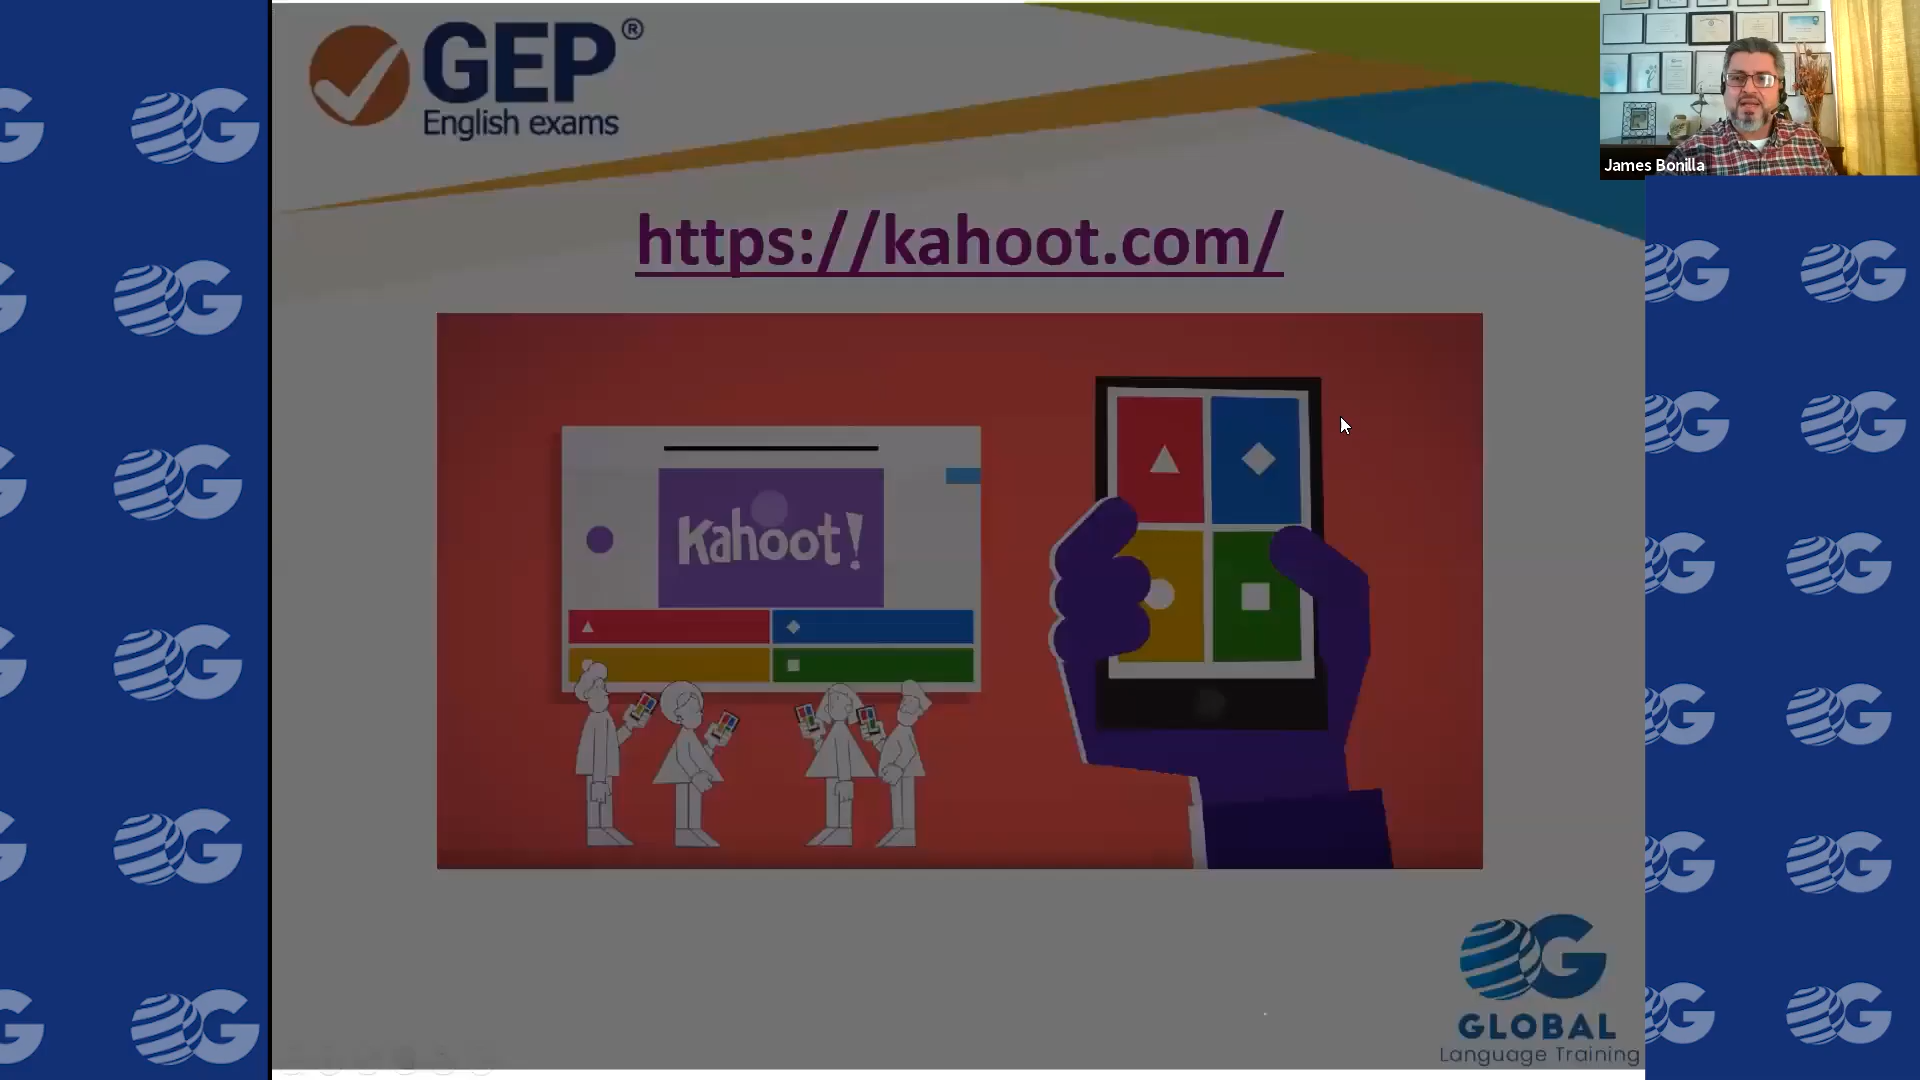 GEP®
English exams
James Bonilla
https://kahoot.com/
Kahoot!
GLOBAL
Language Training